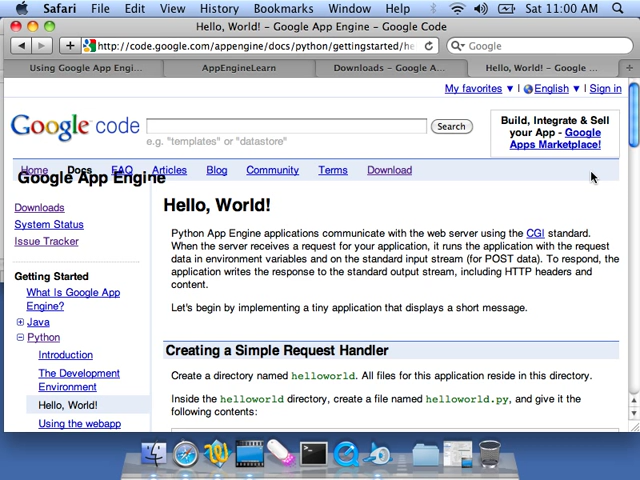 Safari File Edit View History Bookmarks Window Help Sat 11:00 AM
Hello, World! - Google App Engine - Google Code
http://code.google.com/appengine/docs/python/gettingstarted/he
Google
Using Google App Engi... AppEngineLearn Downloads - Google A... Hello, World! - Google ...
My favorites ▼ | English ▼ | Sign in
Google code
Search
e.g. "templates" or "datastore"
Build, Integrate & Sell
your App - Google
Apps Marketplace!
Home Docs FAQ Articles Blog Community Terms Download
Google App Engine
Downloads
System Status
Issue Tracker
Getting Started
What Is Google App
Engine?
Java
Python
Introduction
The Development
Environment
Hello, World!
Using the webapp
Hello, World!
Python App Engine applications communicate with the web server using the CGI standard.
When the server receives a request for your application, it runs the application with the request
data in environment variables and on the standard input stream (for POST data). To respond, the
application writes the response to the standard output stream, including HTTP headers and
content.
Let's begin by implementing a tiny application that displays a short message.
Creating a Simple Request Handler
Create a directory named helloworld. All files for this application reside in this directory.
Inside the helloworld directory, create a file named helloworld.py, and give it the
following contents: